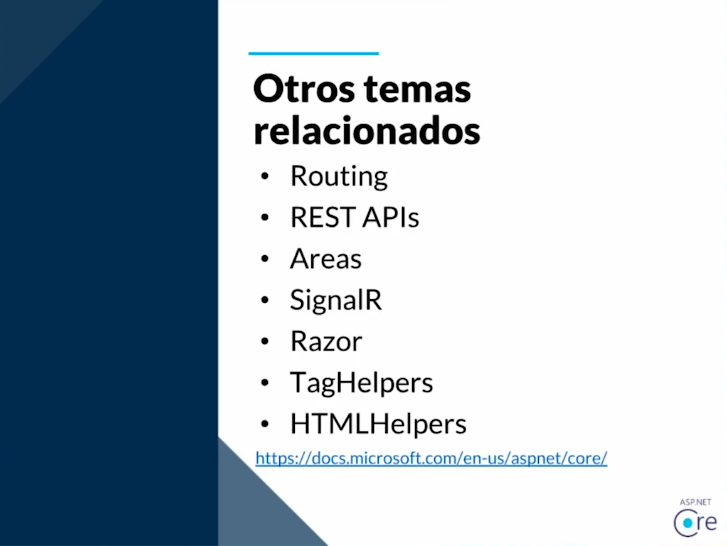 Otros temas
relacionados
• Routing
• REST APIs
• Areas
• SignalR
• Razor
• TagHelpers
• HTMLHelpers
https://docs.microsoft.com/en-us/aspnet/core/
ASP.NET
Core